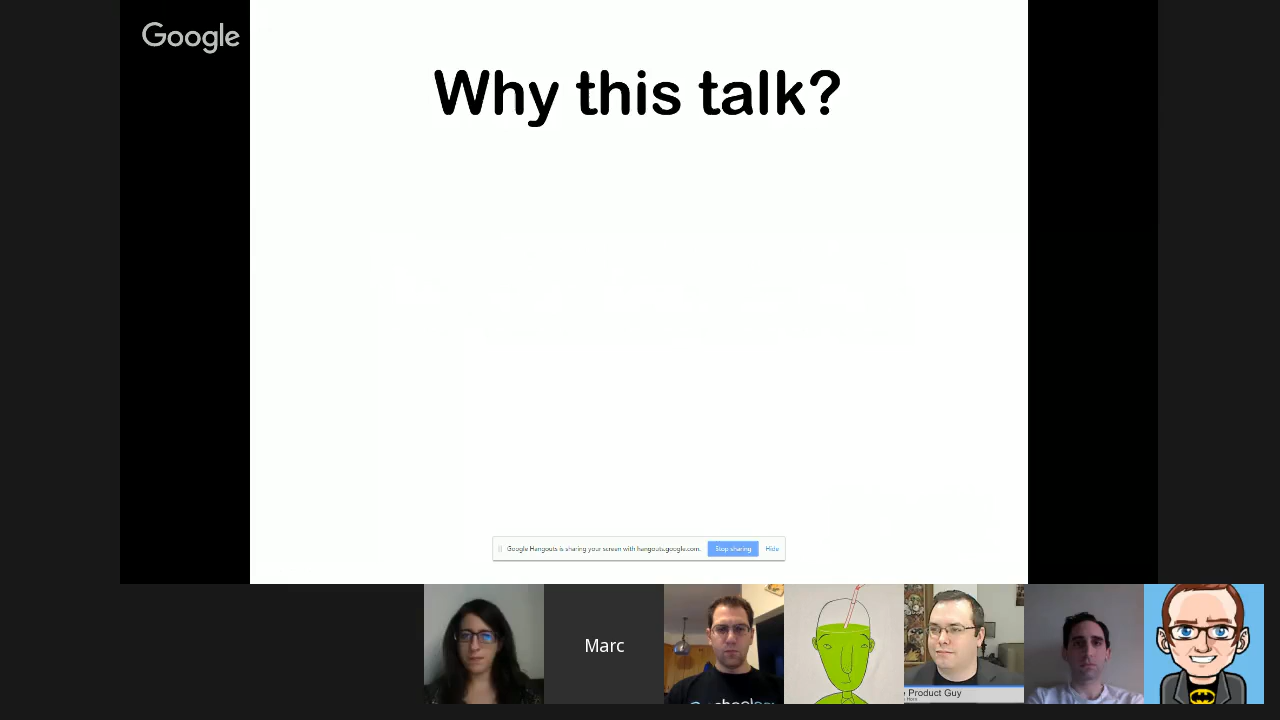 Google
Why this talk?
Google Hangouts is sharing your screen with hangouts.google.com.
Stop sharing
Hide
Marc
Product Guy